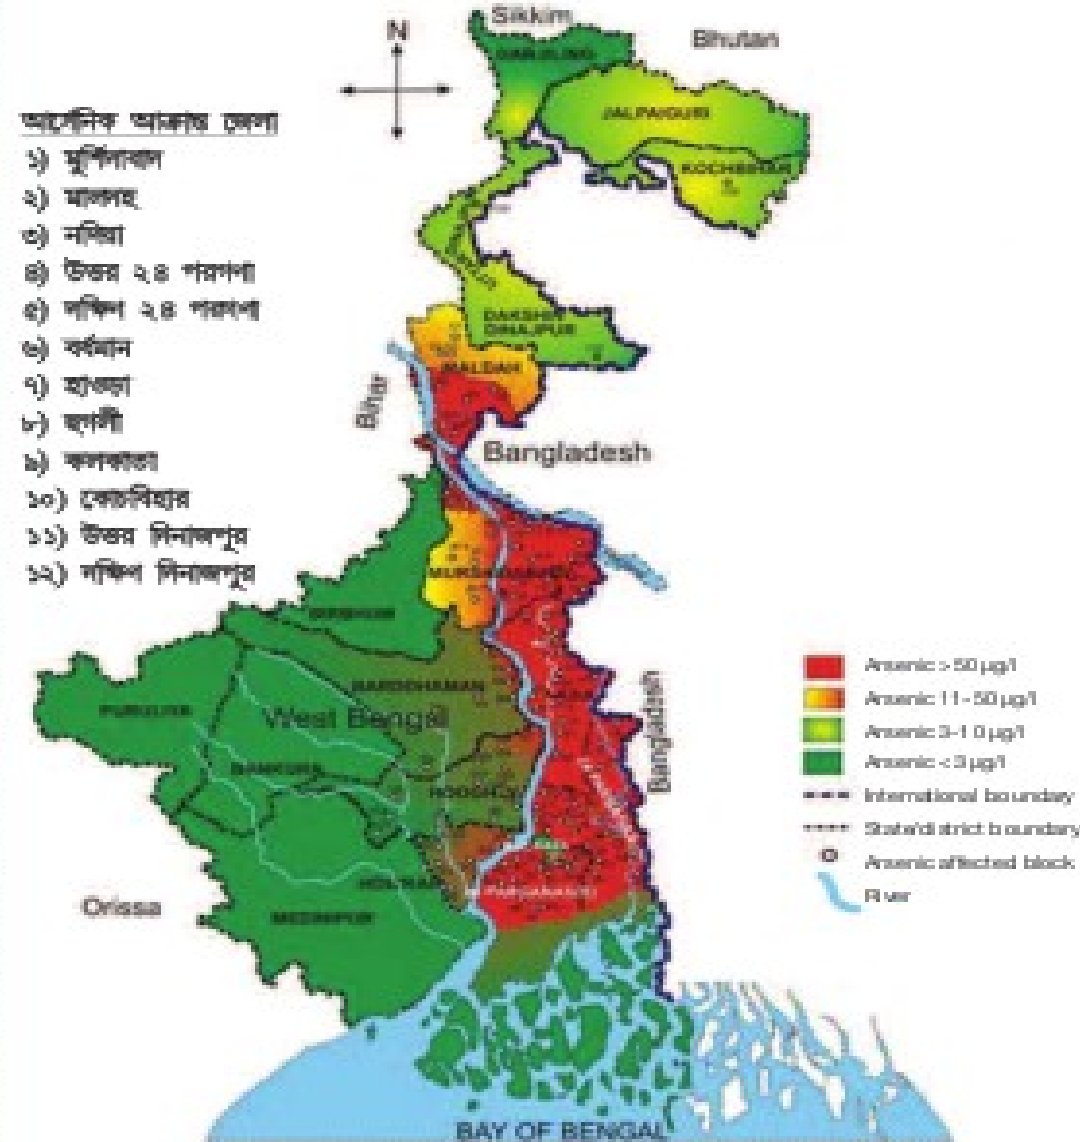 Sikkim
N
Bhutan
DARJILING
JALPAIGURI
KOCHBIHAR
আর্সেনিক আক্রান্ত জেলা
১) মুর্শিদাবাদ
২) মালদহ
৩) নদিয়া
৪) উত্তর ২৪ পরগণা
৫) দক্ষিণ ২৪ পরগণা
৬) বর্ধমান
৭) হাওড়া
৮) হুগলী
৯) কলকাতা
১০) কোচবিহার
১১) উত্তর দিনাজপুর
১২) দক্ষিণ দিনাজপুর
DAKSHIN
DINAJPUR
MALDAH
Bihar
Bangladesh
MURSHIDABAD
BIRBHUM
BARDDHAMAN
PURULIYA
West Bengal
BANKURA
HOOGHLY
Bangladesh
Orissa
MEDINIPUR
BAY OF BENGAL
Arsenic > 50 µg/l
Arsenic 11-50 µg/l
Arsenic 3-10 µg/l
Arsenic < 3 µg/l
International boundary
State/district boundary
Arsenic affected block
River